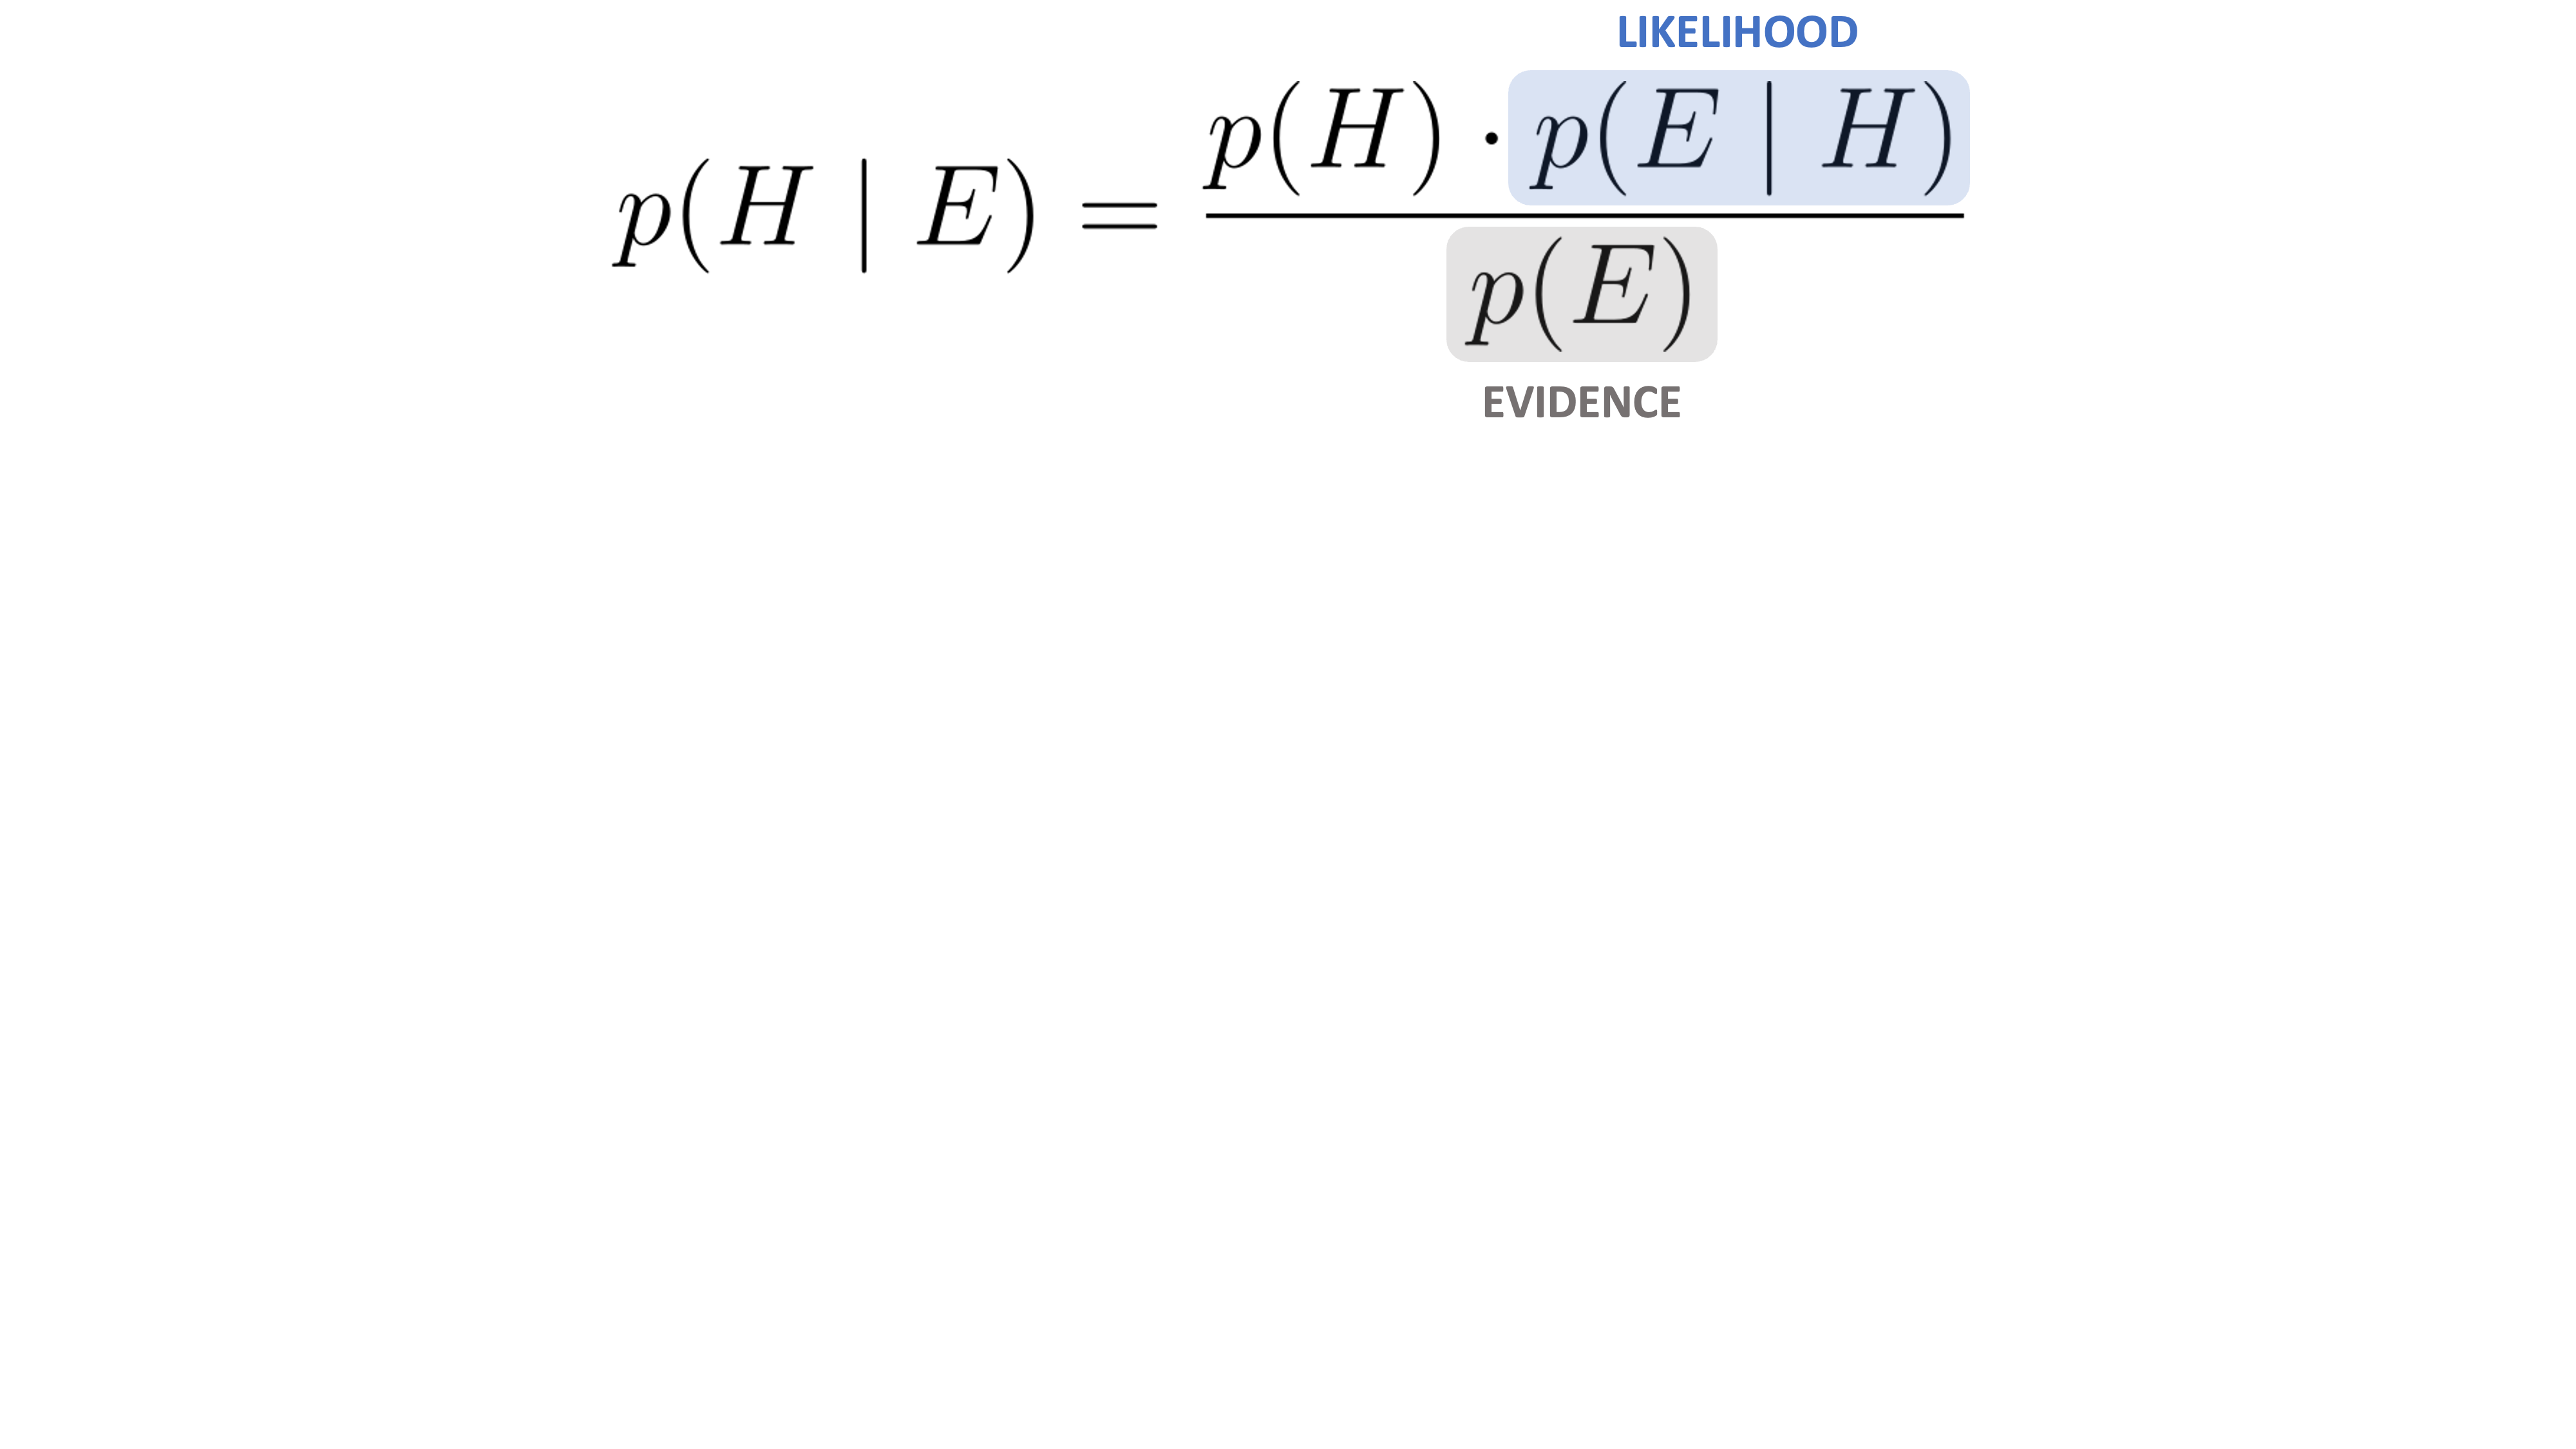 LIKELIHOOD
p(H | E) = p(H) · p(E | H)
p(E)
EVIDENCE